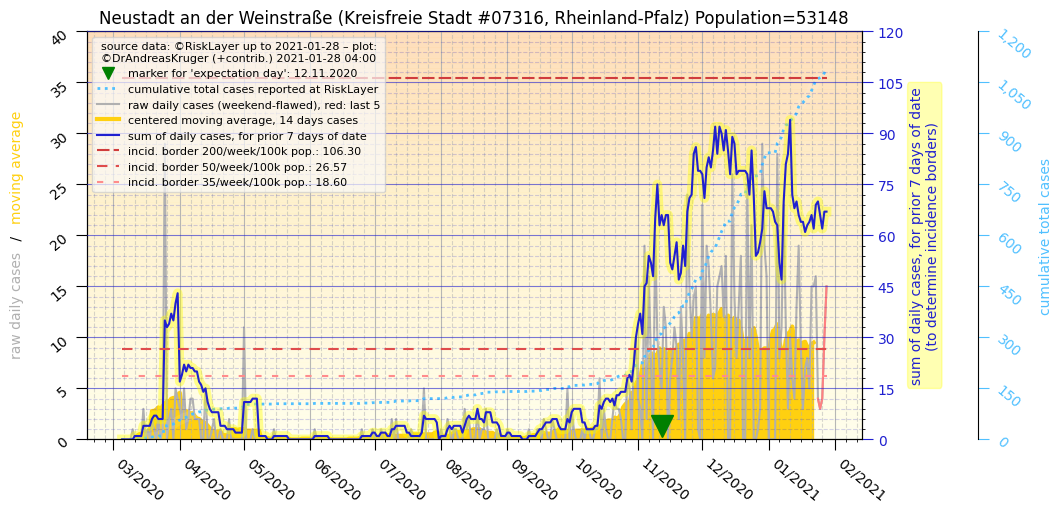 Neustadt an der Weinstraße (Kreisfreie Stadt #07316, Rheinland-Pfalz) Population=53148
source data: ©RiskLayer up to 2021-01-28 – plot:
©DrAndreasKruger (+contrib.) 2021-01-28 04:00
marker for 'expectation day': 12.11.2020
cumulative total cases reported at RiskLayer
raw daily cases (weekend-flawed), red: last 5
centered moving average, 14 days cases
sum of daily cases, for prior 7 days of date
incid. border 200/week/100k pop.: 106.30
incid. border 50/week/100k pop.: 26.57
incid. border 35/week/100k pop.: 18.60
raw daily cases / moving average
40
35
30
25
20
15
10
5
0
03/2020
04/2020
05/2020
06/2020
07/2020
08/2020
09/2020
10/2020
11/2020
12/2020
01/2021
02/2021
120
105
90
75
60
45
30
15
0
sum of daily cases, for prior 7 days of date
(to determine incidence borders)
1,200
1,050
900
750
600
450
300
150
0
cumulative total cases